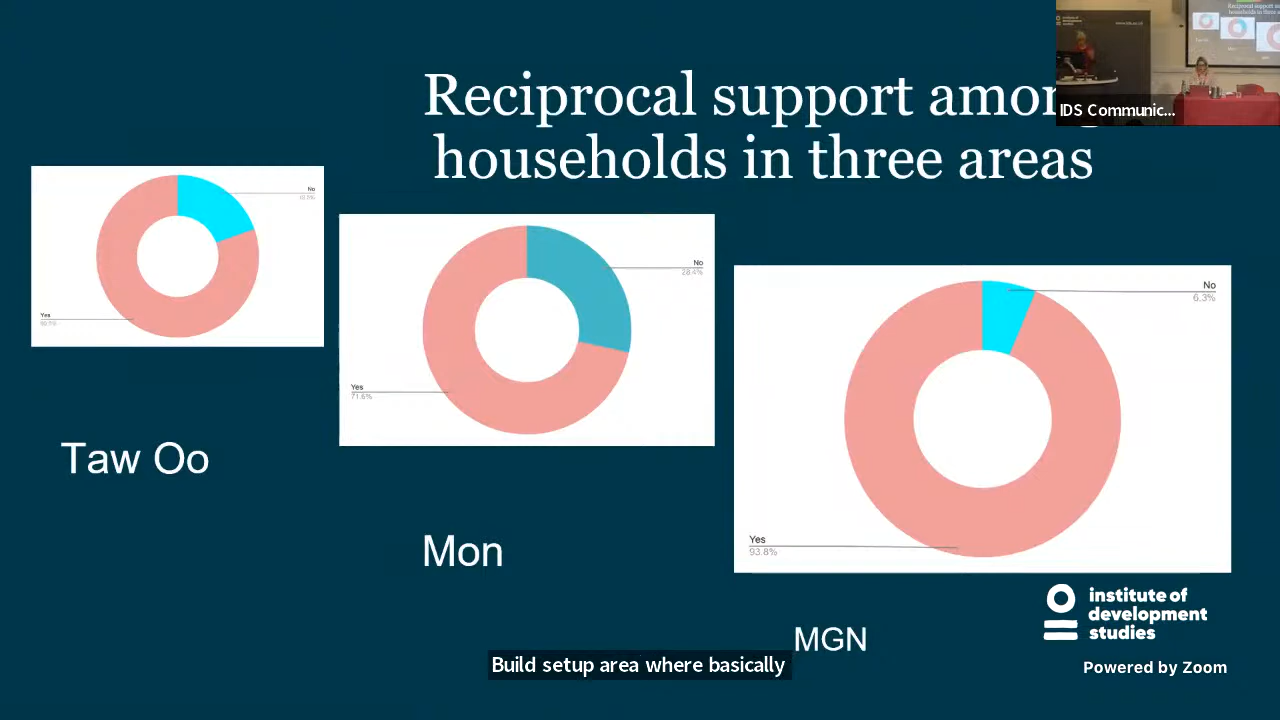 Reciprocal support among
households in three areas
IDS Communic...
No
Yes
Taw Oo
No
28.4%
Yes
71.6%
Mon
No
6.3%
Yes
93.8%
MGN
institute of
development
studies
Build setup area where basically
Powered by Zoom